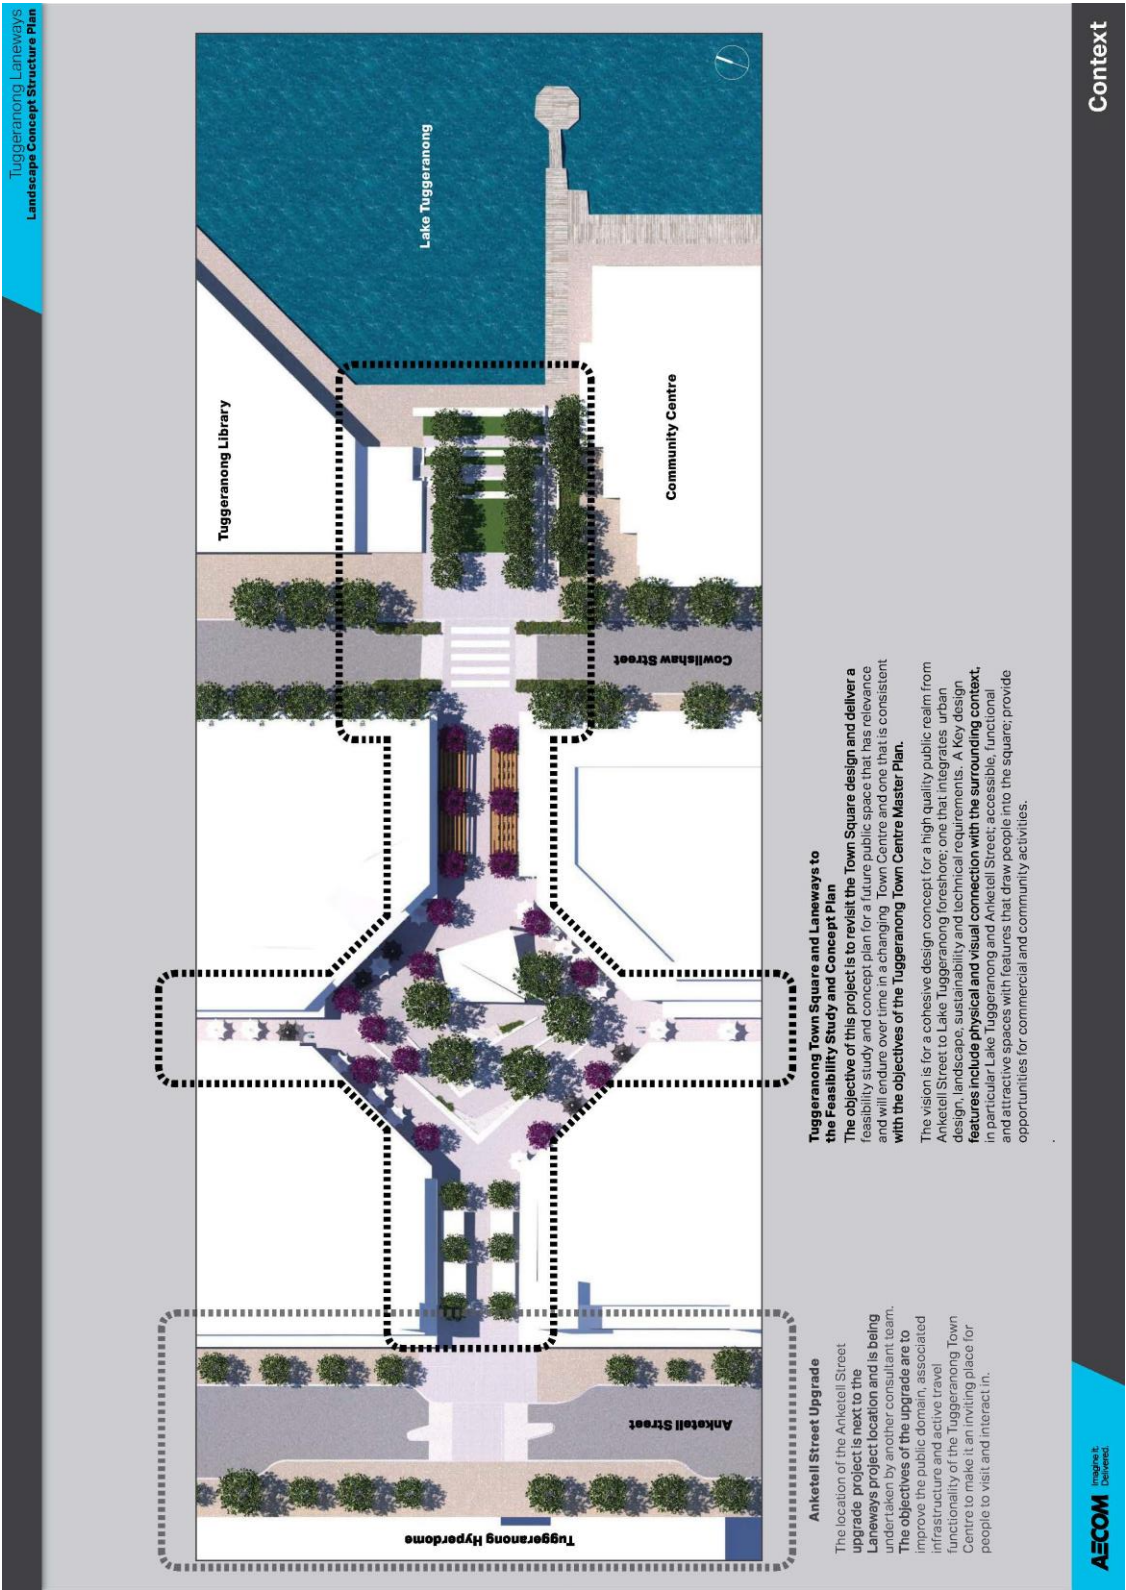 Tuggeranong Laneways
Landscape Concept Structure Plan
Context
Tuggeranong Hyperdome
Anketell Street
Cowllshaw Street
Tuggeranong Library
Lake Tuggeranong
Community Centre
Anketell Street Upgrade
The location of the Anketell Street
upgrade project is next to the
Laneways project location and is being
undertaken by another consultant team.
The objectives of the upgrade are to
improve the public domain, associated
infrastructure and active travel
functionality of the Tuggeranong Town
Centre to make it an inviting place for
people to visit and interact in.
Tuggeranong Town Square and Laneways to
the Feasibility Study and Concept Plan
The objective of this project is to revisit the Town Square design and deliver a
feasibility study and concept plan for a future public space that has relevance
and will endure over time in a changing Town Centre and one that is consistent
with the objectives of the Tuggeranong Town Centre Master Plan.
The vision is for a cohesive design concept for a high quality public realm from
Anketell Street to Lake Tuggeranong foreshore; one that integrates urban
design, landscape, sustainability and technical requirements. A Key design
features include physical and visual connection with the surrounding context,
in particular Lake Tuggeranong and Anketell Street; accessible, functional
and attractive spaces with features that draw people into the square; provide
opportunities for commercial and community activities.
.
AECOM
Imagine it.
Delivered.